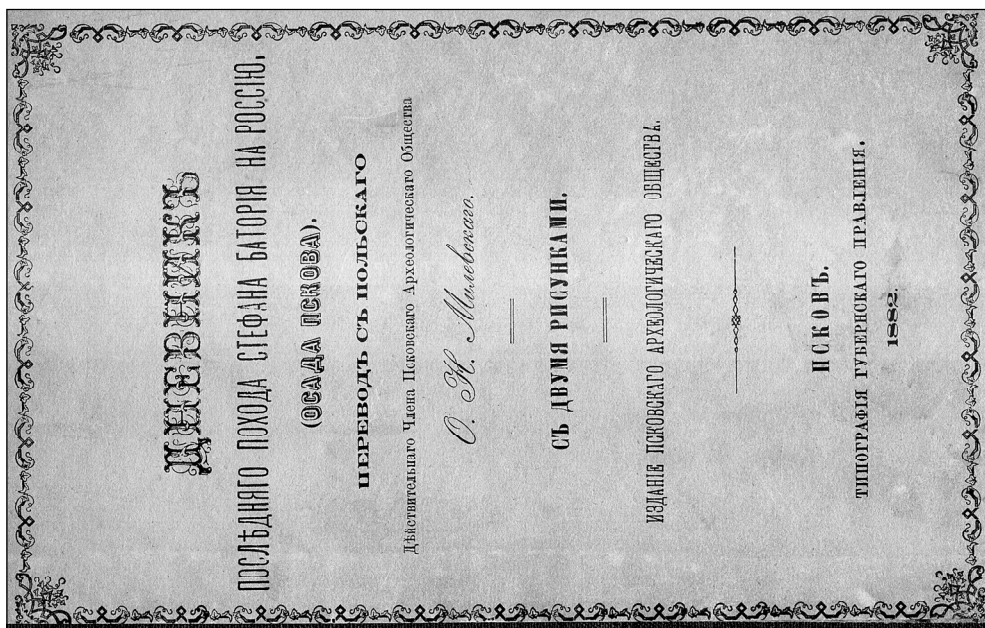 ДНЕВНИКЪ
ПОСЛѢДНЯГО ПОХОДА СТЕФАНА БАТОРІЯ НА РОССІЮ.
(ОСАДА ПСКОВА).
ПЕРЕВОДЪ СЪ ПОЛЬСКАГО
Дѣйствительнаго Члена Псковскаго Археологическаго Общества
О. Н. Милевскаго.
СЪ ДВУМЯ РИСУНКАМИ.
ИЗДАНІЕ ПСКОВСКАГО АРХЕОЛОГИЧЕСКАГО ОБЩЕСТВА.
ПСКОВЪ.
ТИПОГРАФІЯ ГУБЕРНСКАГО ПРАВЛЕНІЯ.
1882